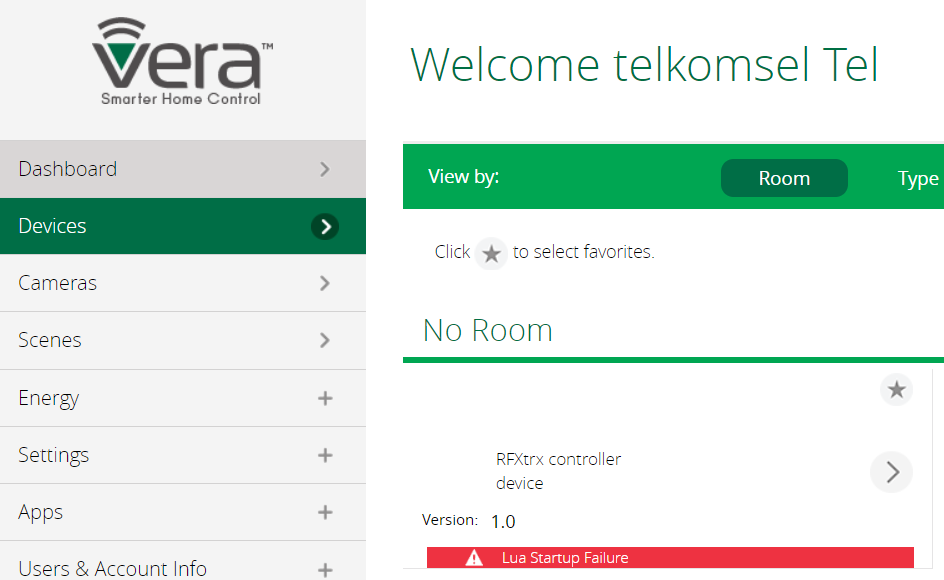 vera™
Smarter Home Control
Dashboard
Devices
Cameras
Scenes
Energy
Settings
Apps
Users & Account Info
Welcome telkomsel Tel
View by:
Room
Type
Click ★ to select favorites.
No Room
RFXtrx controller
device
Version: 1.0
Lua Startup Failure